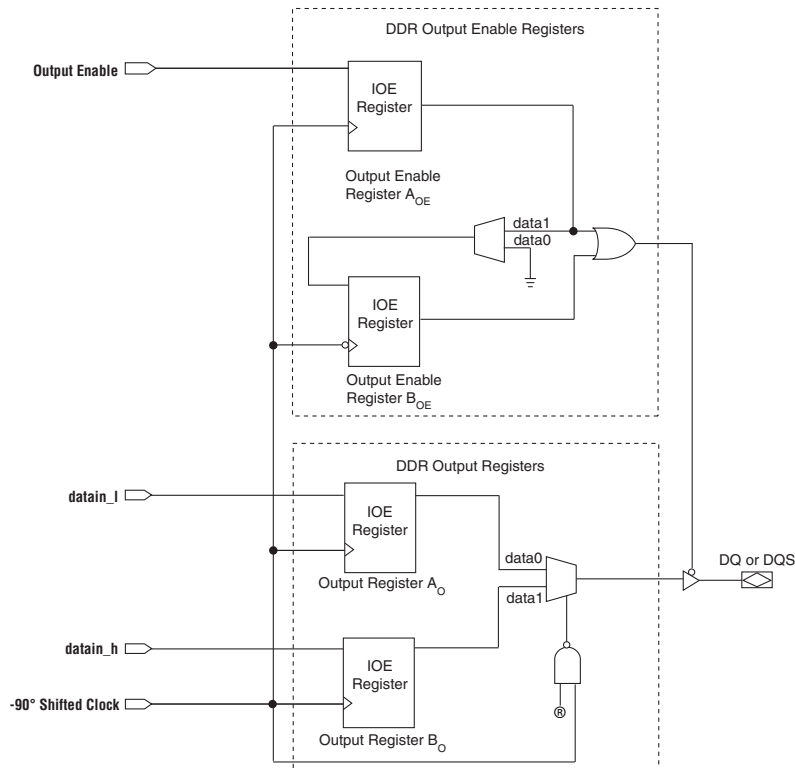 DDR Output Enable Registers
Output Enable
IOE
Register
Output Enable
Register A_OE
data1
data0
IOE
Register
Output Enable
Register B_OE
DDR Output Registers
datain_l
IOE
Register
Output Register A_O
data0
data1
DQ or DQS
datain_h
IOE
Register
-90° Shifted Clock
Output Register B_O
®